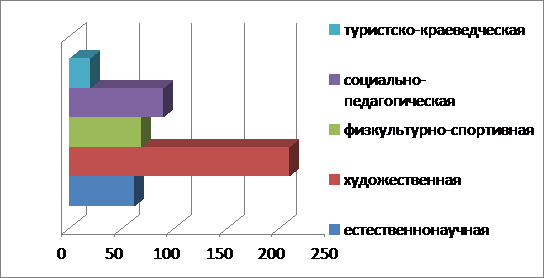 туристско-краеведческая
социально-
педагогическая
физкультурно-спортивная
художественная
естественнонаучная
0 50 100 150 200 250